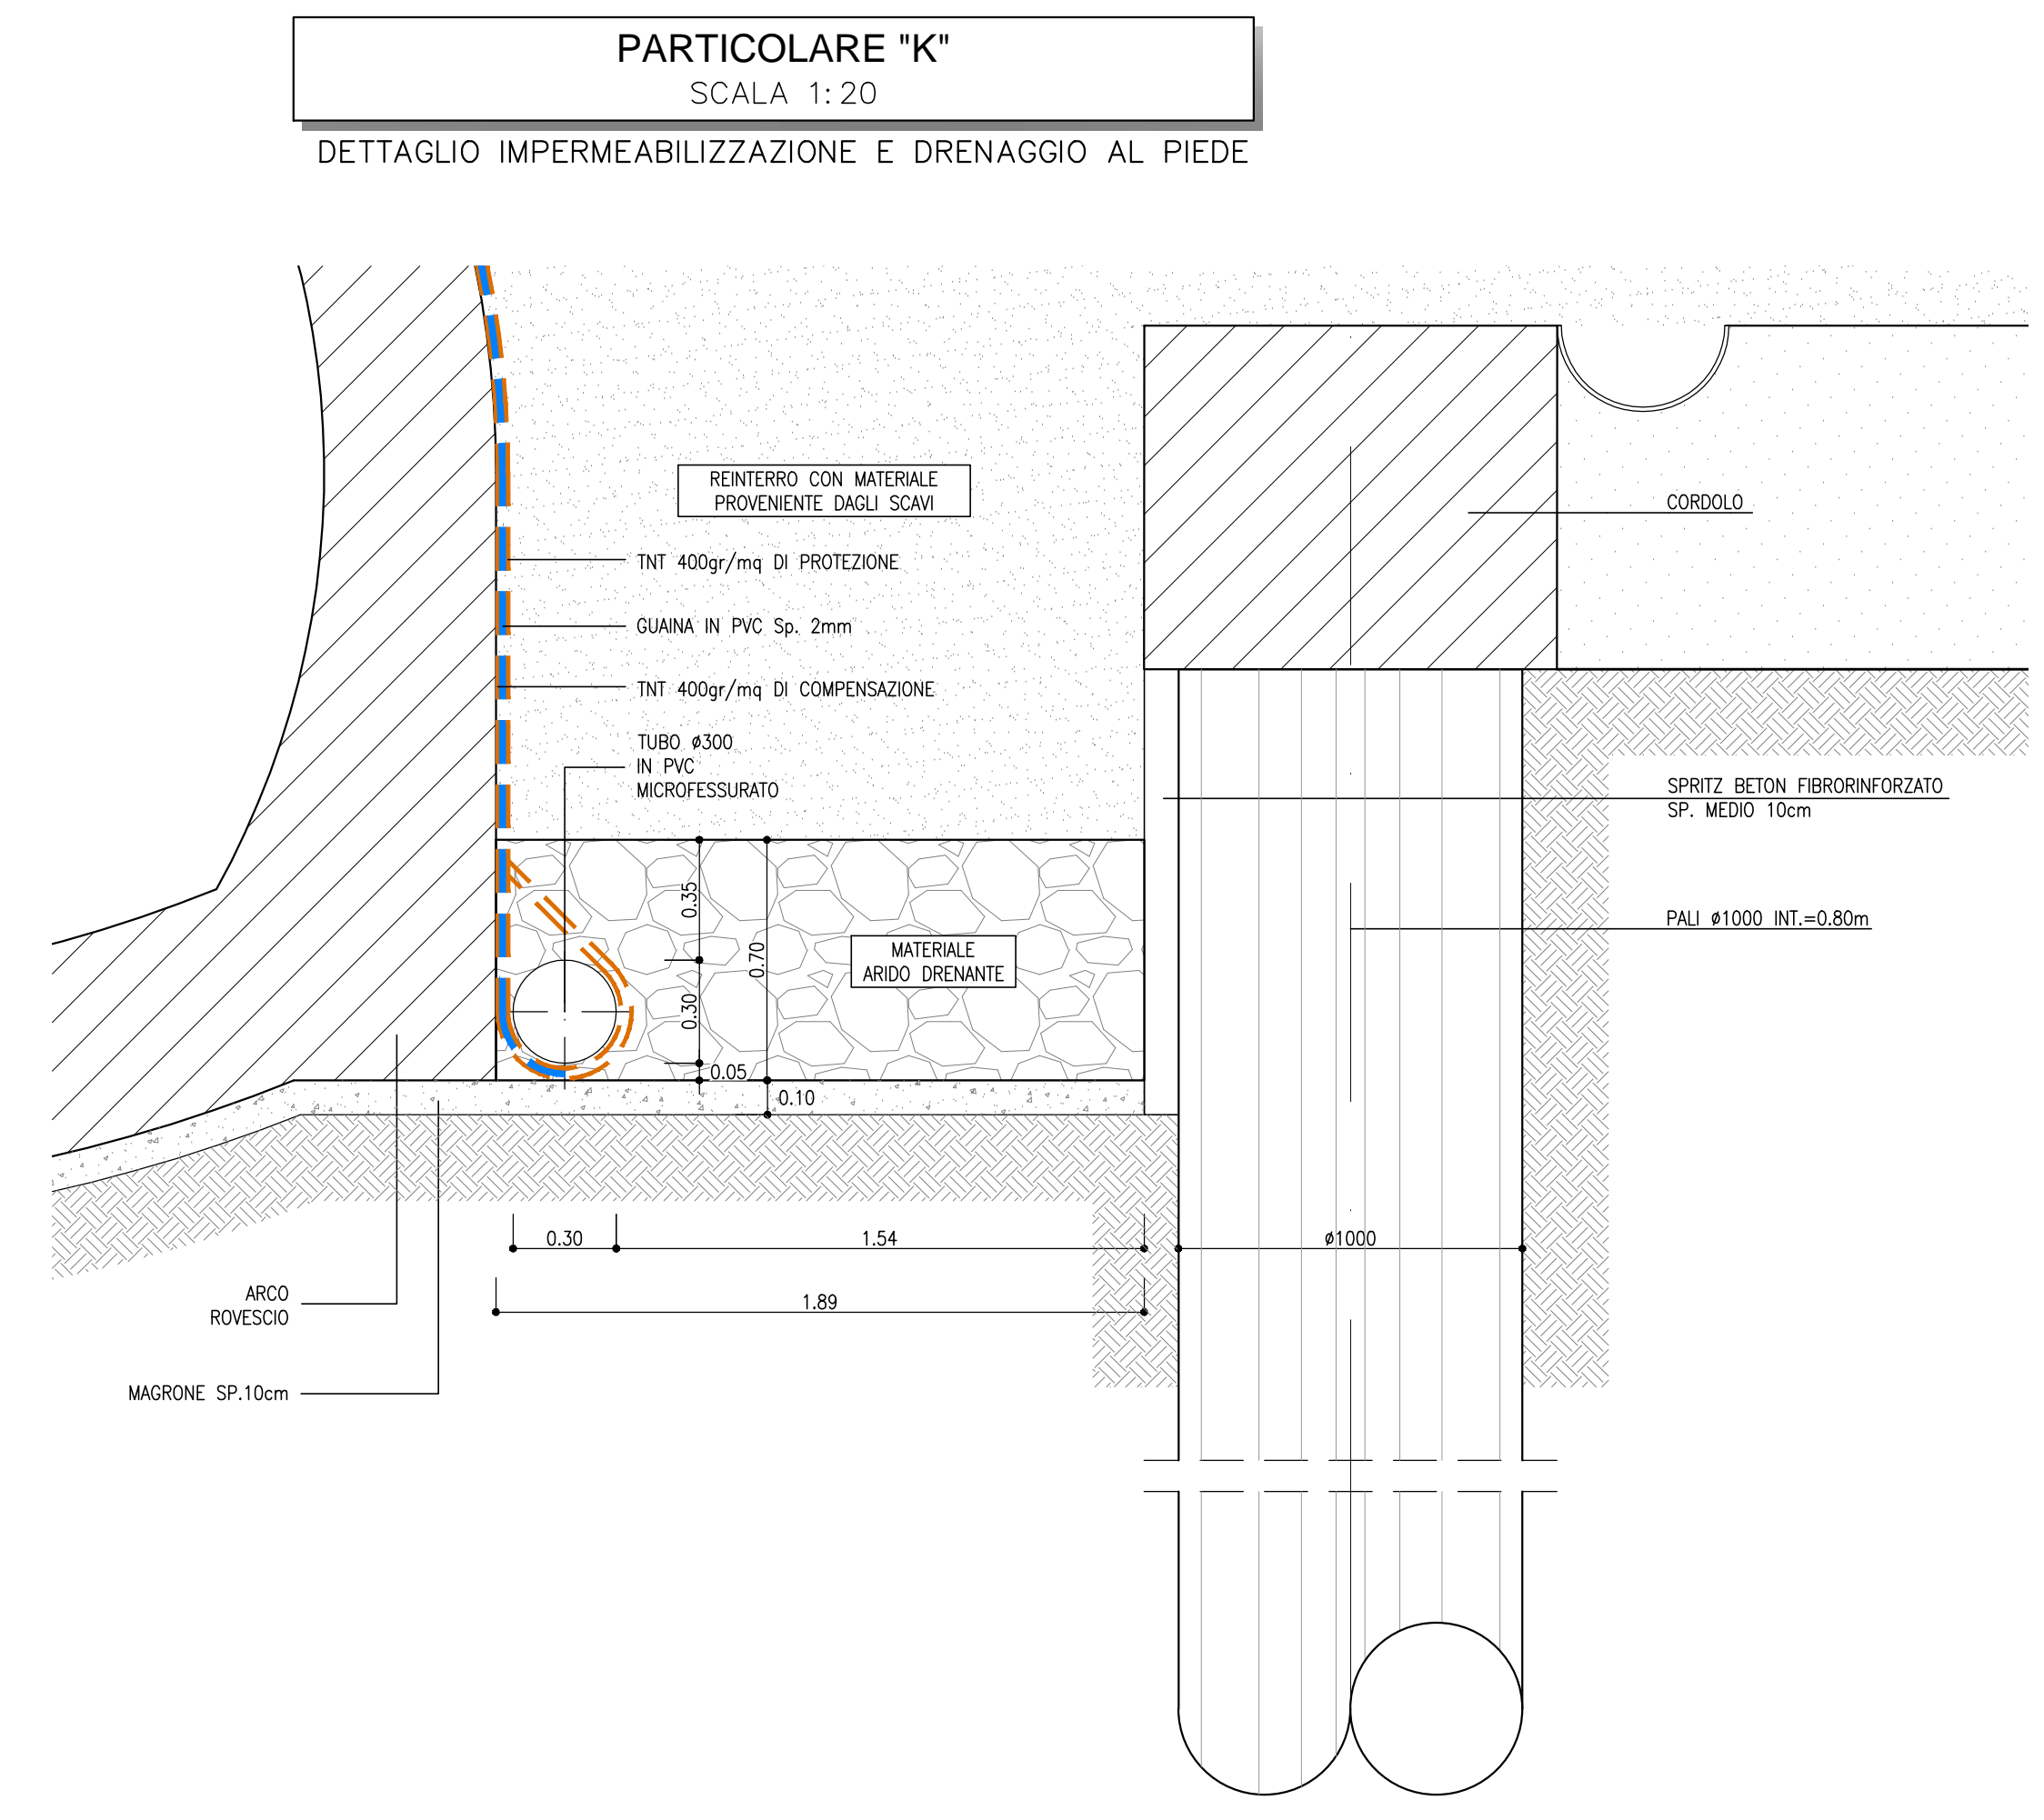 PARTICOLARE "K"
SCALA 1:20
DETTAGLIO IMPERMEABILIZZAZIONE E DRENAGGIO AL PIEDE
REINTERRO CON MATERIALE
PROVENIENTE DAGLI SCAVI
CORDOLO
TNT 400gr/mq DI PROTEZIONE
GUAINA IN PVC Sp. 2mm
TNT 400gr/mq DI COMPENSAZIONE
TUBO ø300
IN PVC
MICROFESSURATO
SPRITZ BETON FIBRORINFORZATO
SP. MEDIO 10cm
0.35
0.70
0.30
0.05
0.10
MATERIALE
ARIDO DRENANTE
PALI ø1000 INT.=0.80m
0.30
1.54
ø1000
1.89
ARCO
ROVESCIO
MAGRONE SP.10cm